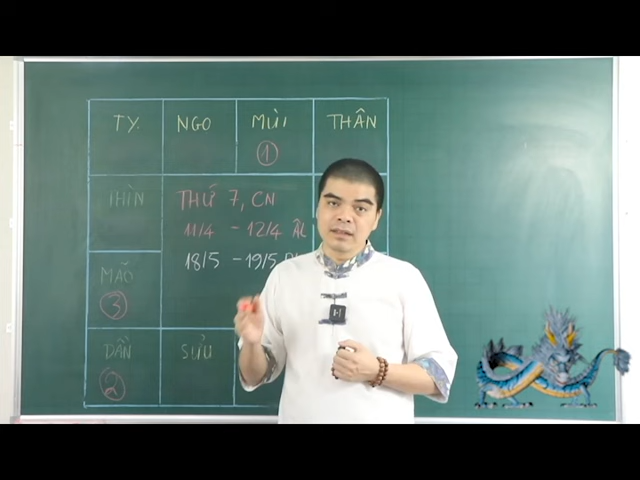 TY. NGO MÙI THÂN
1
THÌN
THỨ 7, CN
11/4 - 12/4 ÂL
18/5 - 19/5
MÃO
3
DẦN SỬU
2